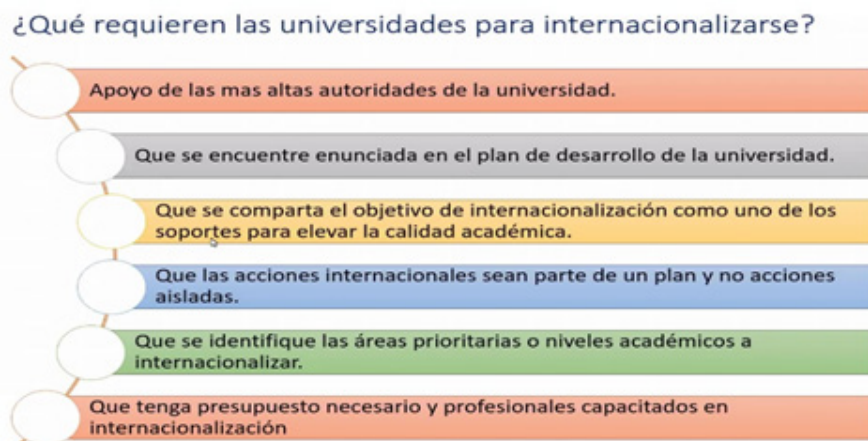 ¿Qué requieren las universidades para internacionalizarse?
Apoyo de las mas altas autoridades de la universidad.
Que se encuentre enunciada en el plan de desarrollo de la universidad.
Que se comparta el objetivo de internacionalización como uno de los
soportes para elevar la calidad académica.
Que las acciones internacionales sean parte de un plan y no acciones
aisladas.
Que se identifique las áreas prioritarias o niveles académicos a
internacionalizar.
Que tenga presupuesto necesario y profesionales capacitados en
internacionalización